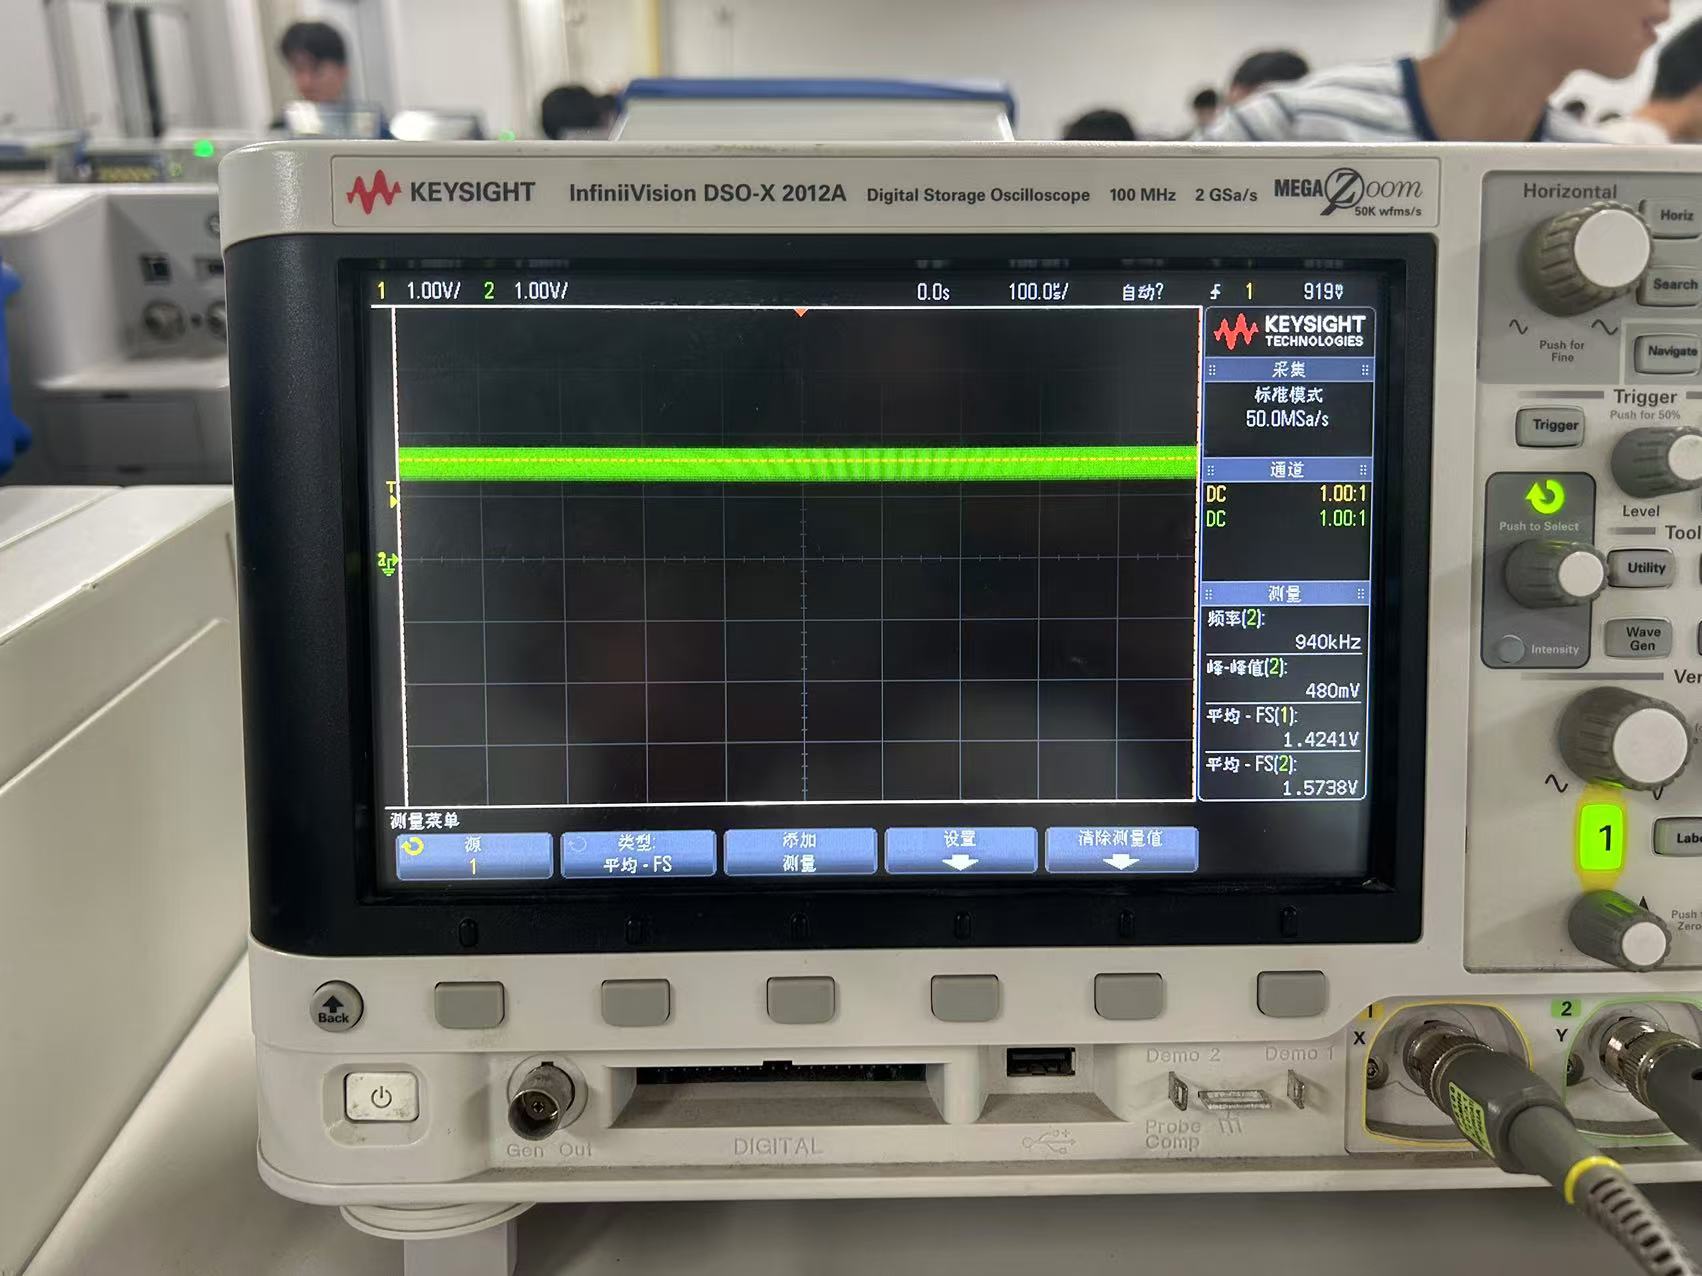 KEYSIGHT InfiniiVision DSO-X 2012A Digital Storage Oscilloscope 100 MHz 2 GSa/s MEGA Zoom
50K wfms/s
1 1.00V/ 2 1.00V/ 0.0s 100.0us/ 自动? 1 919mV
KEYSIGHT
TECHNOLOGIES
采集
标准模式
50.0MSa/s
通道
DC 1.00:1
DC 1.00:1
T
2
测量
频率(2):
940kHz
峰-峰值(2):
480mV
平均 - FS(1):
1.4241V
平均 - FS(2):
1.5738V
测量菜单
源
1
类型:
平均 - FS
添加
测量
设置
清除测量值
Back
Gen Out
DIGITAL
Demo 2
Demo 1
Probe
Comp
Horizontal
Horiz
Search
Push for
Fine
Navigate
Trigger
Push for 50%
Trigger
Level
Push to Select
Intensity
Utility
Wave
Gen
1
1
X
2
Y